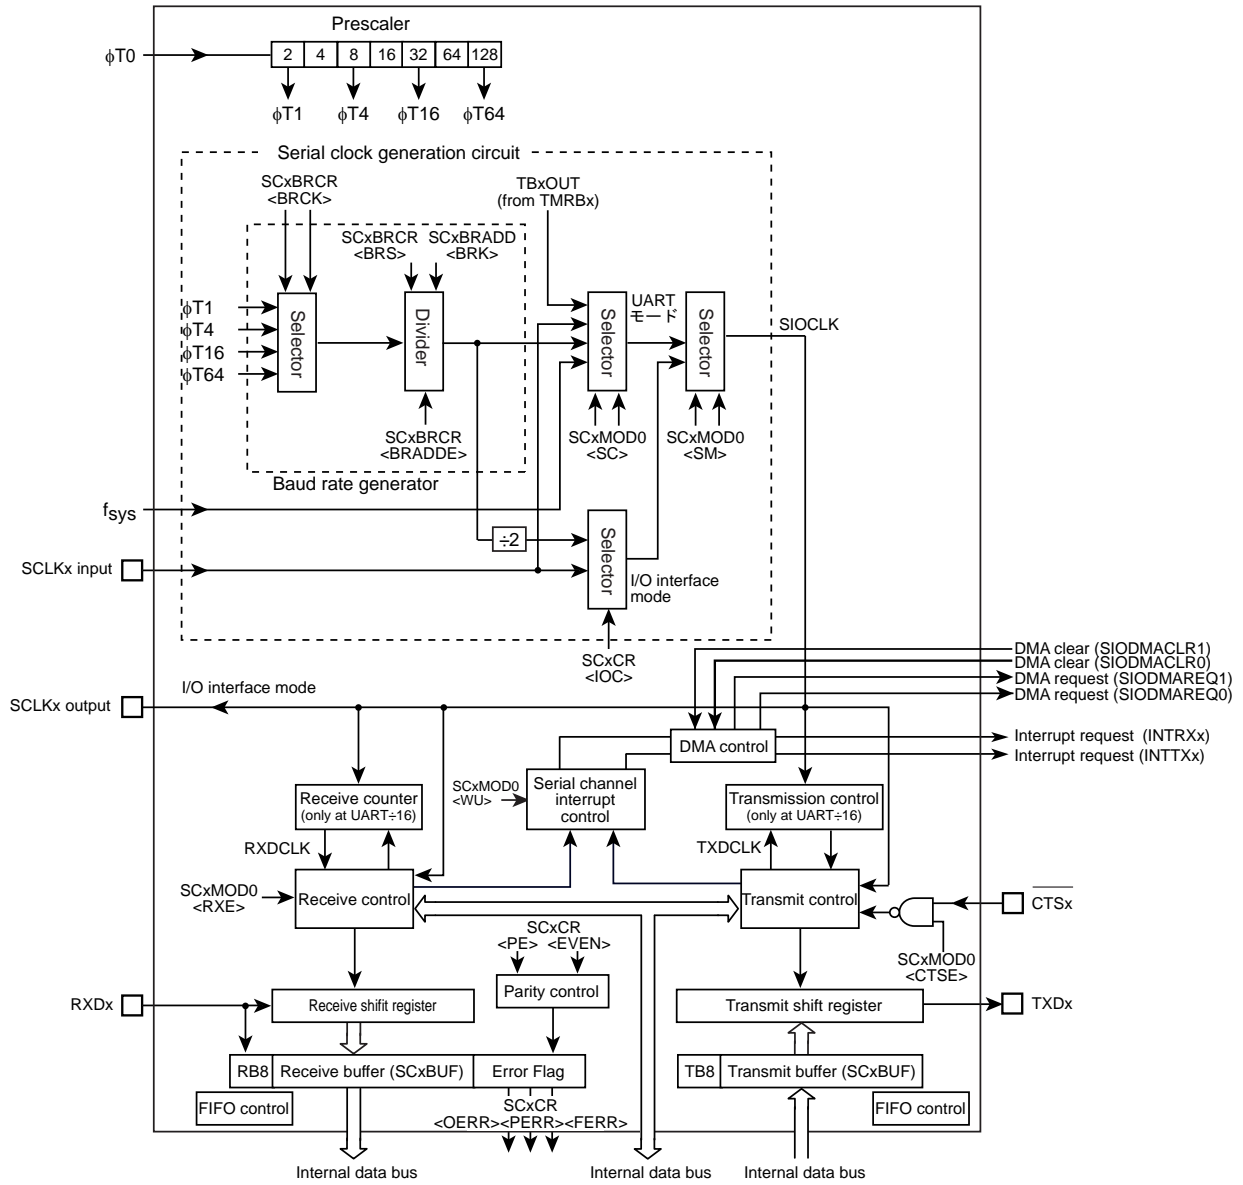 Prescaler
ϕT0
2 4 8 16 32 64 128
ϕT1 ϕT4 ϕT16 ϕT64
Serial clock generation circuit
SCxBRCR
<BRCK>
TBxOUT
(from TMRBx)
SCxBRCR
<BRS>
SCxBRADD
<BRK>
ϕT1
ϕT4
ϕT16
ϕT64
Selector
Divider
Selector
UART
モード
Selector
SIOCLK
SCxBRCR
<BRADDE>
SCxMOD0
<SC>
SCxMOD0
<SM>
Baud rate generator
fsys
÷2
Selector
SCLKx input
I/O interface
mode
SCxCR
<IOC>
DMA clear (SIODMACLR1)
DMA clear (SIODMACLR0)
DMA request (SIODMAREQ1)
DMA request (SIODMAREQ0)
I/O interface mode
SCLKx output
DMA control
Interrupt request (INTRXx)
Interrupt request (INTTXx)
SCxMOD0
<WU>
Serial channel
interrupt
control
Receive counter
(only at UART÷16)
Transmission control
(only at UART÷16)
RXDCLK
TXDCLK
SCxMOD0
<RXE>
Receive control
Transmit control
CTSx
SCxMOD0
<CTSE>
SCxCR
<PE> <EVEN>
Parity control
RXDx
Receive shifit register
Transmit shift register
TXDx
RB8
Receive buffer (SCxBUF)
Error Flag
TB8
Transmit buffer (SCxBUF)
FIFO control
SCxCR
<OERR><PERR><FERR>
FIFO control
Internal data bus
Internal data bus
Internal data bus